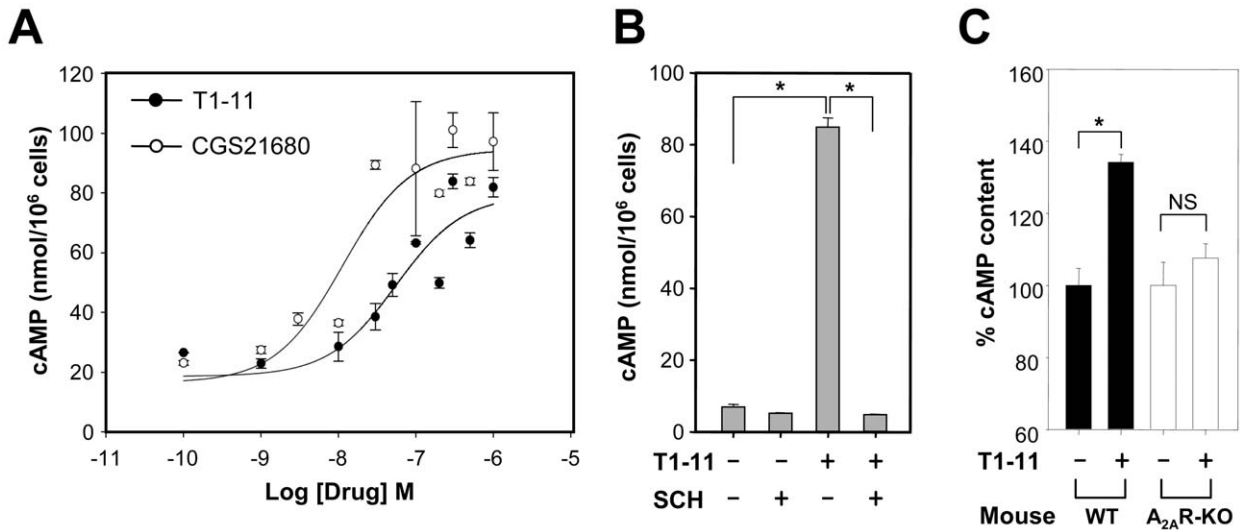 A
B
C
cAMP (nmol/10⁶ cells)
120
100
80
60
40
20
0
T1-11
CGS21680
-11
-10
-9
-8
-7
-6
-5
Log [Drug] M
cAMP (nmol/10⁶ cells)
100
80
60
40
20
0
*
*
T1-11 – – + +
SCH – + – +
% cAMP content
160
140
120
100
80
60
*
NS
T1-11 – + – +
Mouse WT A₂ₐR-KO